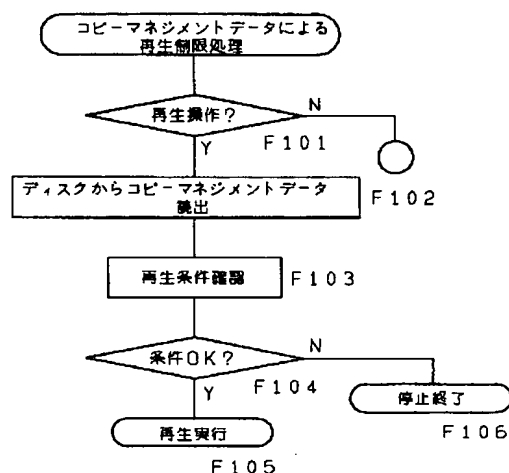 コピーマネジメントデータによる
再生制限処理
再生操作?
N
Y
F101
ディスクからコピーマネジメントデータ
読出
F102
再生条件確認
F103
条件OK?
N
Y
F104
停止終了
再生実行
F106
F105